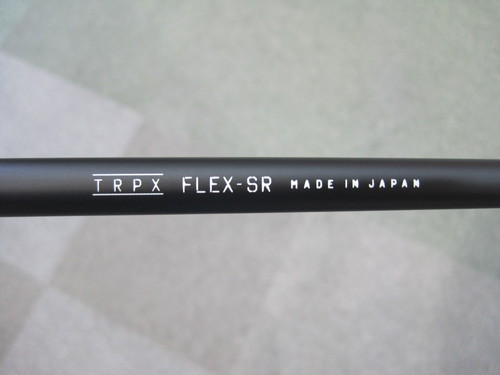 TRPX FLEX-SR MADE IN JAPAN